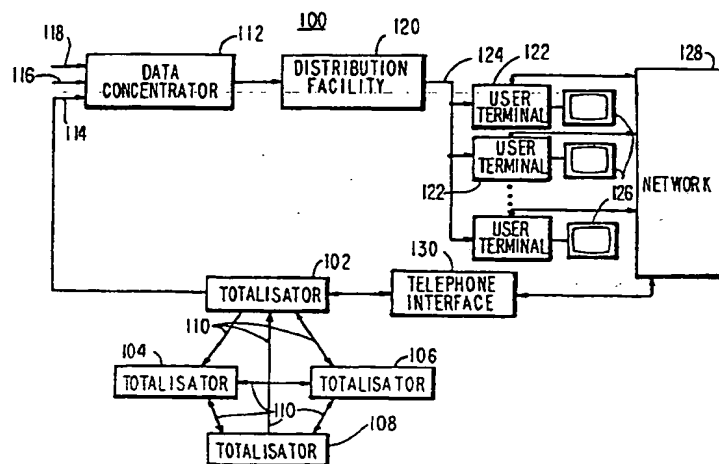 100
118
116
114
112
DATA
CONCENTRATOR
120
DISTRIBUTION
FACILITY
124
122
USER
TERMINAL
USER
TERMINAL
122
USER
TERMINAL
126
128
NETWORK
102
TOTALISATOR
130
TELEPHONE
INTERFACE
110
104
TOTALISATOR
106
TOTALISATOR
110
TOTALISATOR
108